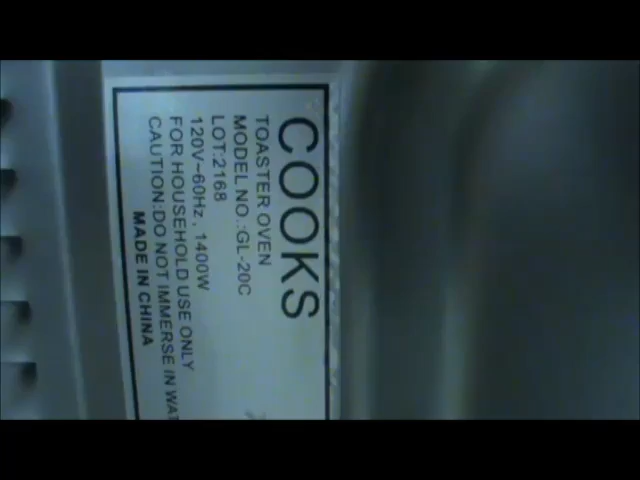 COOKS
TOASTER OVEN
MODEL NO.:GL-20C
LOT:2168
120V~60Hz, 1400W
FOR HOUSEHOLD USE ONLY
CAUTION:DO NOT IMMERSE IN
MADE IN CHINA